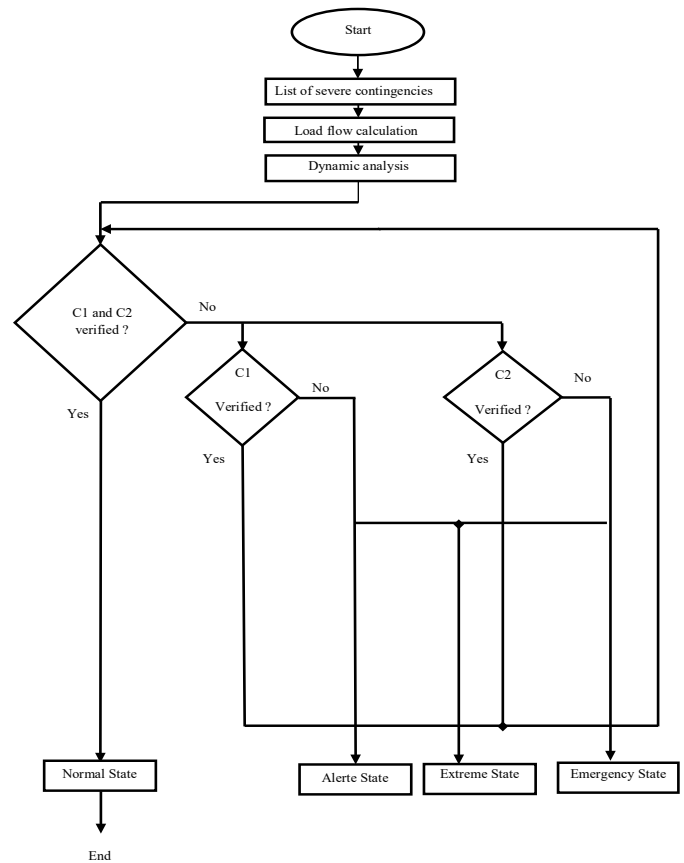 Start
List of severe contingencies
Load flow calculation
Dynamic analysis
C1 and C2
verified ?
No
C1
Verified ?
No
C2
Verified ?
No
Yes
Yes
Yes
Normal State
Alerte State
Extreme State
Emergency State
End